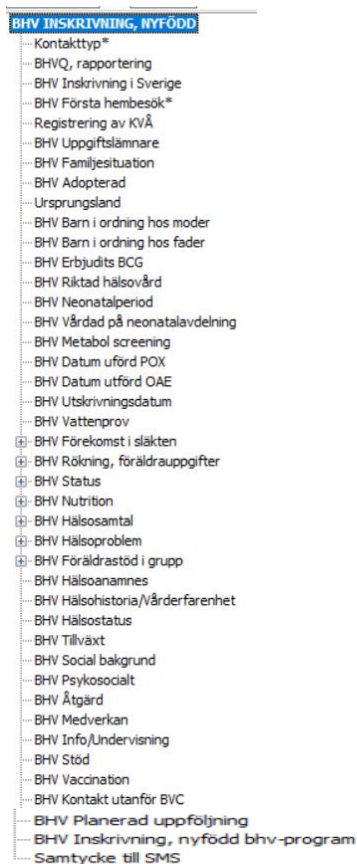 BHV INSKRIVNING, NYFÖDD
Kontakttyp*
BHVQ, rapportering
BHV Inskrivning i Sverige
BHV Första hembesök*
Registrering av KVÅ
BHV Uppgiftslämnare
BHV Familjesituation
BHV Adopterad
Ursprungsland
BHV Barn i ordning hos moder
BHV Barn i ordning hos fader
BHV Erbjudits BCG
BHV Riktad hälsovård
BHV Neonatalperiod
BHV Vårdad på neonatalavdelning
BHV Metabol screening
BHV Datum uförd POX
BHV Datum utförd OAE
BHV Utskrivningsdatum
BHV Vattenprov
BHV Förekomst i släkten
BHV Rökning, föräldrauppgifter
BHV Status
BHV Nutrition
BHV Hälsosamtal
BHV Hälsoproblem
BHV Föräldrastöd i grupp
BHV Hälsoanamnes
BHV Hälsohistoria/Vårderfarenhet
BHV Hälsostatus
BHV Tillväxt
BHV Social bakgrund
BHV Psykosocialt
BHV Åtgärd
BHV Medverkan
BHV Info/Undervisning
BHV Stöd
BHV Vaccination
BHV Kontakt utanför BVC
BHV Planerad uppföljning
BHV Inskrivning, nyfödd bhv-program
Samtycke till SMS